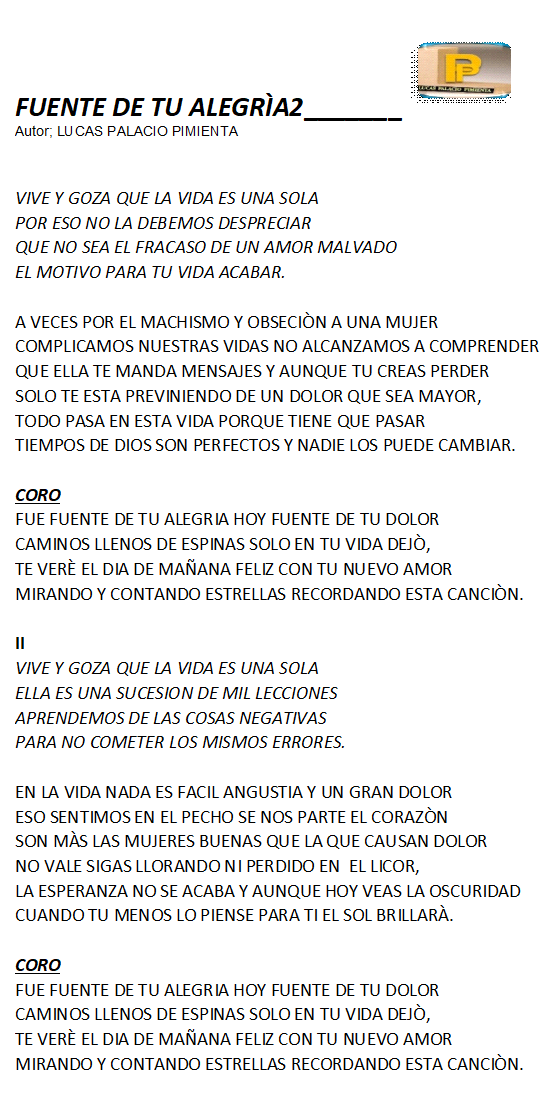 PP
LUCAS PALACIO PIMIENTA
FUENTE DE TU ALEGRÌA2_______
Autor; LUCAS PALACIO PIMIENTA
VIVE Y GOZA QUE LA VIDA ES UNA SOLA
POR ESO NO LA DEBEMOS DESPRECIAR
QUE NO SEA EL FRACASO DE UN AMOR MALVADO
EL MOTIVO PARA TU VIDA ACABAR.
A VECES POR EL MACHISMO Y OBSECIÒN A UNA MUJER
COMPLICAMOS NUESTRAS VIDAS NO ALCANZAMOS A COMPRENDER
QUE ELLA TE MANDA MENSAJES Y AUNQUE TU CREAS PERDER
SOLO TE ESTA PREVINIENDO DE UN DOLOR QUE SEA MAYOR,
TODO PASA EN ESTA VIDA PORQUE TIENE QUE PASAR
TIEMPOS DE DIOS SON PERFECTOS Y NADIE LOS PUEDE CAMBIAR.
CORO
FUE FUENTE DE TU ALEGRIA HOY FUENTE DE TU DOLOR
CAMINOS LLENOS DE ESPINAS SOLO EN TU VIDA DEJÒ,
TE VERÈ EL DIA DE MAÑANA FELIZ CON TU NUEVO AMOR
MIRANDO Y CONTANDO ESTRELLAS RECORDANDO ESTA CANCIÒN.
II
VIVE Y GOZA QUE LA VIDA ES UNA SOLA
ELLA ES UNA SUCESION DE MIL LECCIONES
APRENDEMOS DE LAS COSAS NEGATIVAS
PARA NO COMETER LOS MISMOS ERRORES.
EN LA VIDA NADA ES FACIL ANGUSTIA Y UN GRAN DOLOR
ESO SENTIMOS EN EL PECHO SE NOS PARTE EL CORAZÒN
SON MÀS LAS MUJERES BUENAS QUE LA QUE CAUSAN DOLOR
NO VALE SIGAS LLORANDO NI PERDIDO EN  EL LICOR,
LA ESPERANZA NO SE ACABA Y AUNQUE HOY VEAS LA OSCURIDAD
CUANDO TU MENOS LO PIENSE PARA TI EL SOL BRILLARÀ.
CORO
FUE FUENTE DE TU ALEGRIA HOY FUENTE DE TU DOLOR
CAMINOS LLENOS DE ESPINAS SOLO EN TU VIDA DEJÒ,
TE VERÈ EL DIA DE MAÑANA FELIZ CON TU NUEVO AMOR
MIRANDO Y CONTANDO ESTRELLAS RECORDANDO ESTA CANCIÒN.